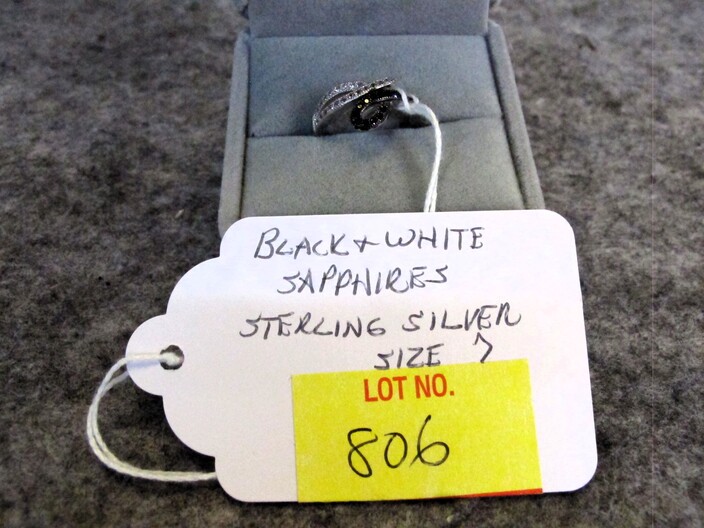 BLACK + WHITE
SAPPHIRES
STERLING SILVER
SIZE 7
LOT NO.
806